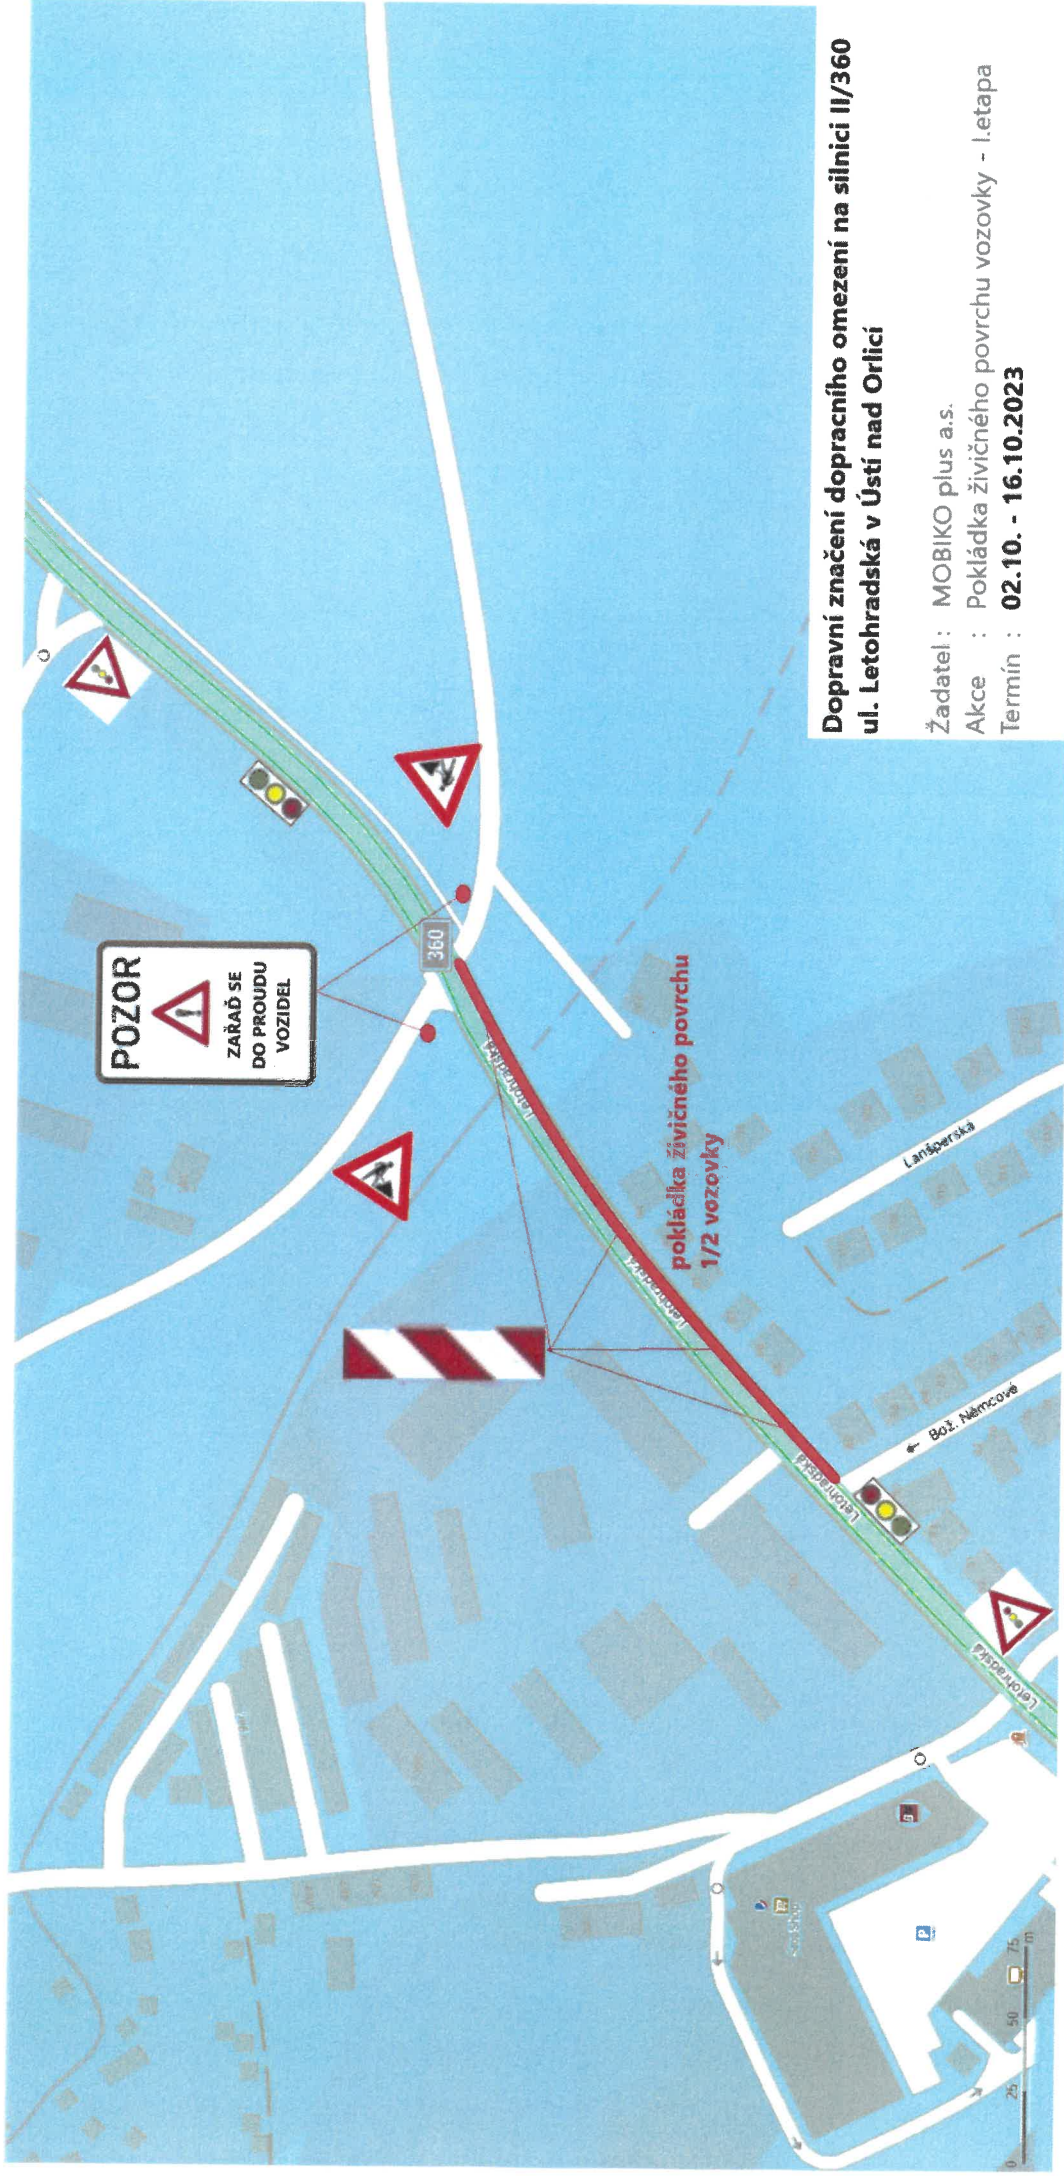 POZOR
ZAŘAĎ SE
DO PROUDU
VOZIDEL
360
Letohradská
Letohradská
Letohradská
Letohradská
pokládka živičného povrchu
1/2 vozovky
Lanšperská
Bož. Němcové
P
0 25 50 75
m
Dopravní značení dopracního omezení na silnici II/360
ul. Letohradská v Ústí nad Orlicí
Žadatel : MOBIKO plus a.s.
Akce : Pokládka živičného povrchu vozovky - I.etapa
Termín : 02.10. - 16.10.2023